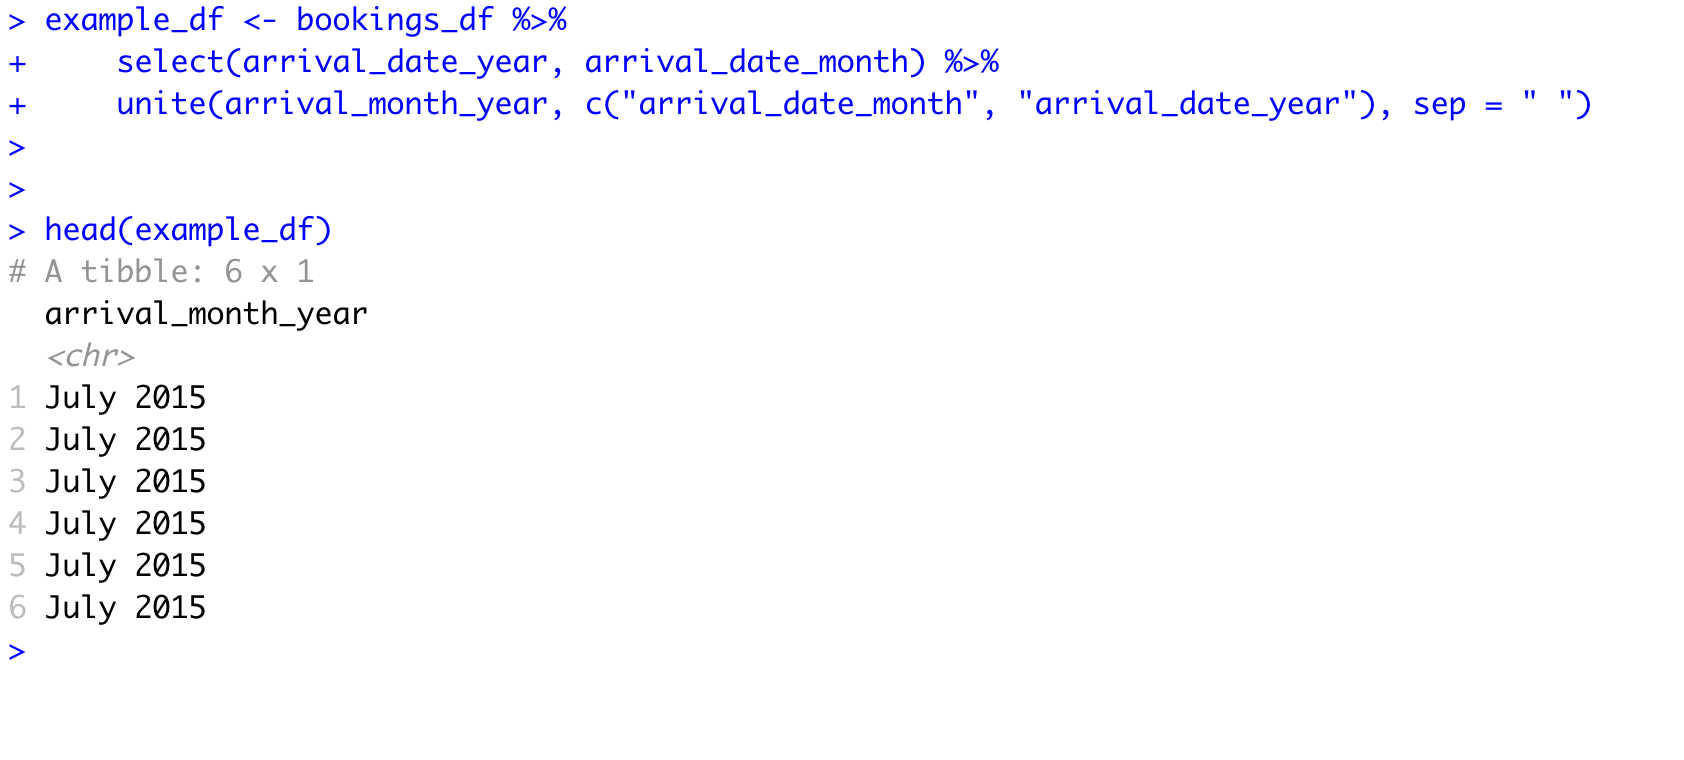 > example_df <- bookings_df %>%
+     select(arrival_date_year, arrival_date_month) %>%
+     unite(arrival_month_year, c("arrival_date_month", "arrival_date_year"), sep = " ")
>
>
> head(example_df)
# A tibble: 6 x 1
  arrival_month_year
  <chr>
1 July 2015
2 July 2015
3 July 2015
4 July 2015
5 July 2015
6 July 2015
>